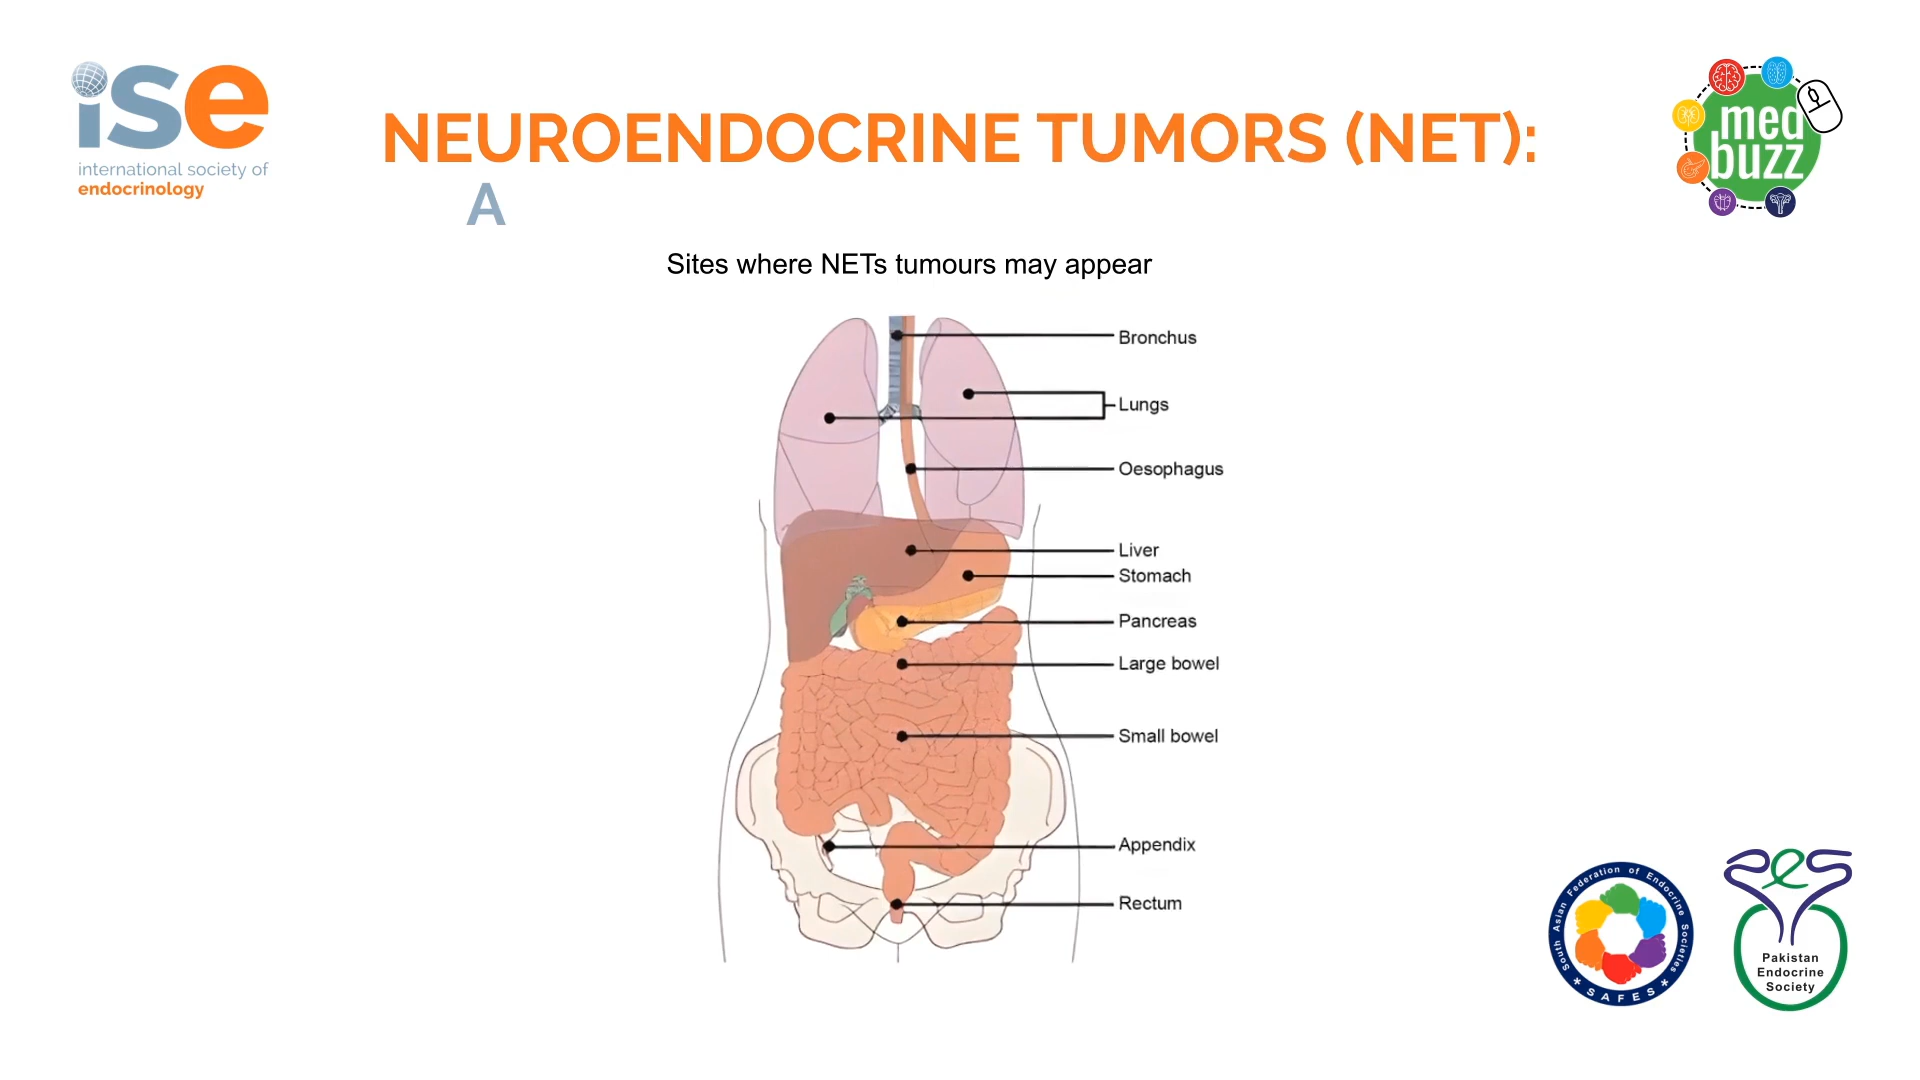 ise
international society of
endocrinology
NEUROENDOCRINE TUMORS (NET):
A
med
buzz
Sites where NETs tumours may appear
Bronchus
Lungs
Oesophagus
Liver
Stomach
Pancreas
Large bowel
Small bowel
Appendix
Rectum
South Asian Federation of Endocrine Societies
* SAFES *
PES
Pakistan
Endocrine
Society